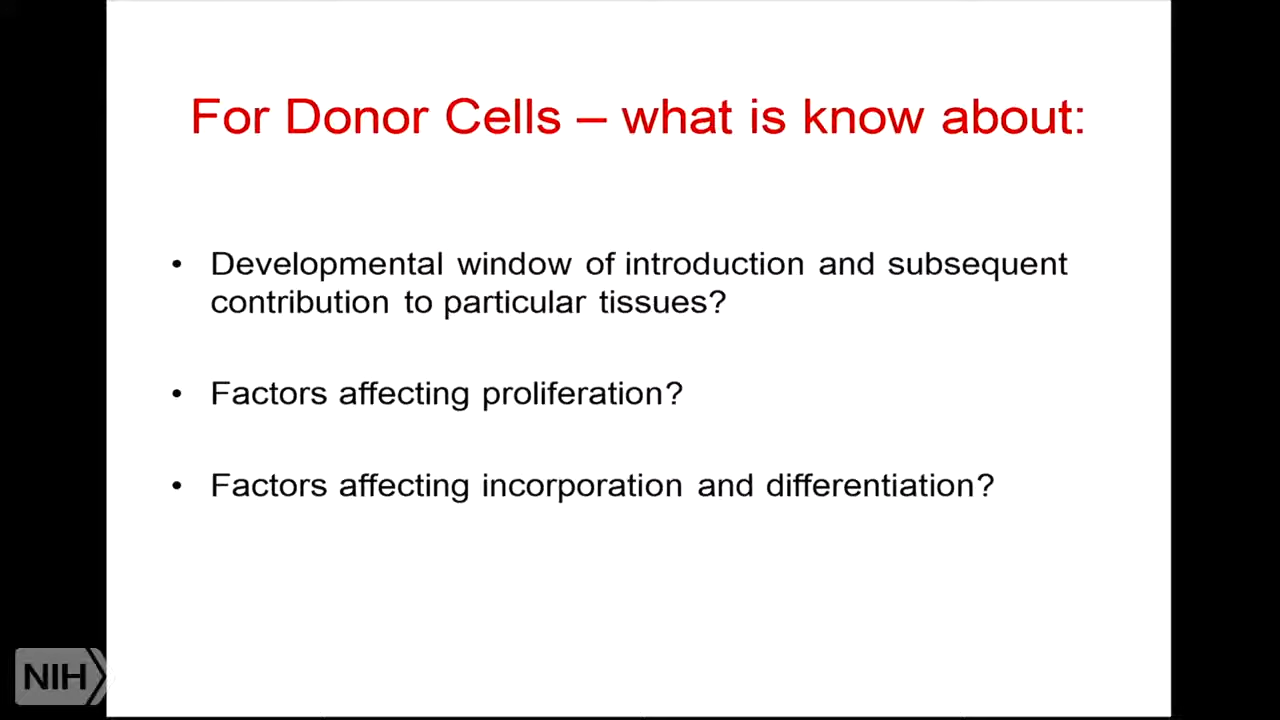 For Donor Cells – what is know about:
• Developmental window of introduction and subsequent
contribution to particular tissues?
• Factors affecting proliferation?
• Factors affecting incorporation and differentiation?
NIH